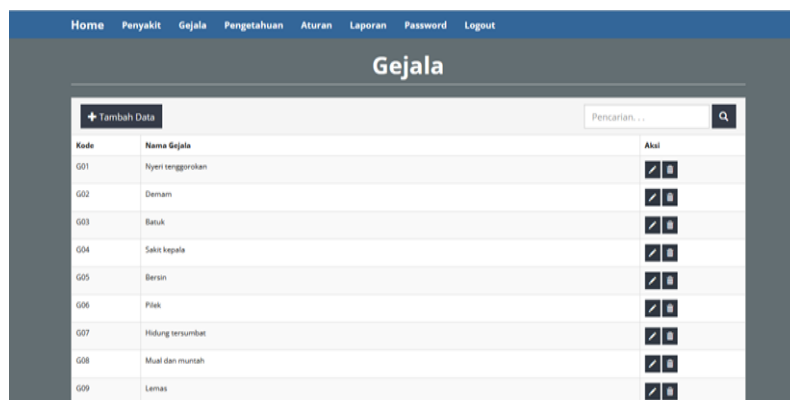 Home Penyakit Gejala Pengetahuan Aturan Laporan Password Logout
Gejala
Tambah Data Pencarian. . .
Kode Nama Gejala Aksi
G01 Nyeri tenggorokan
G02 Demam
G03 Batuk
G04 Sakit kepala
G05 Bersin
G06 Pilek
G07 Hidung tersumbat
G08 Mual dan muntah
G09 Lemas